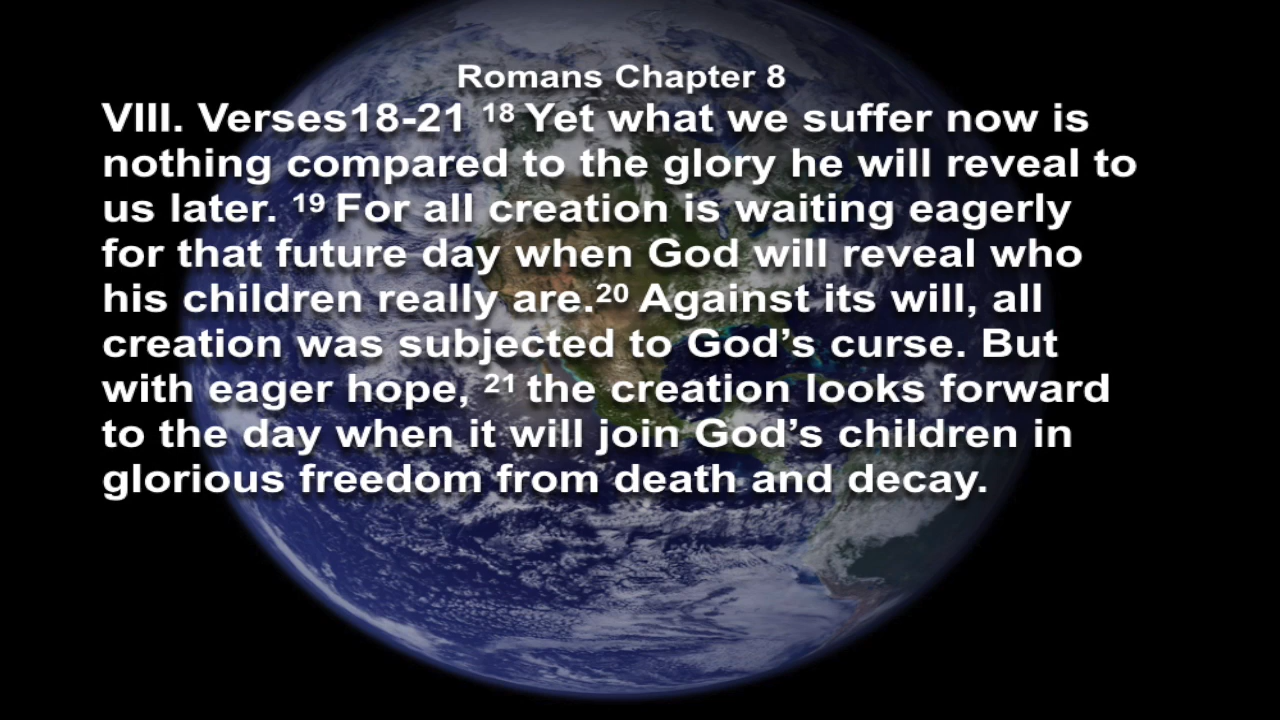 Romans Chapter 8
VIII. Verses18-21 ¹⁸ Yet what we suffer now is
nothing compared to the glory he will reveal to
us later. ¹⁹ For all creation is waiting eagerly
for that future day when God will reveal who
his children really are.²⁰ Against its will, all
creation was subjected to God’s curse. But
with eager hope, ²¹ the creation looks forward
to the day when it will join God’s children in
glorious freedom from death and decay.